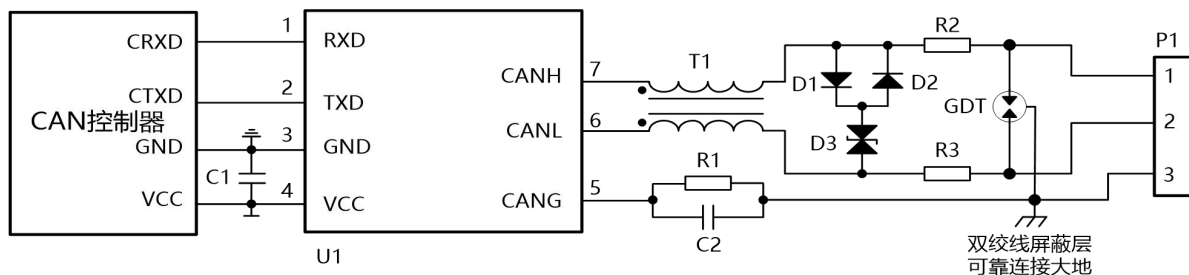 CAN控制器
CRXD
CTXD
GND
VCC
C1
1
2
3
4
RXD
TXD
GND
VCC
CANH
CANL
CANG
U1
7
6
5
T1
R1
C2
D1
D2
D3
R2
R3
GDT
P1
1
2
3
双绞线屏蔽层
可靠连接大地